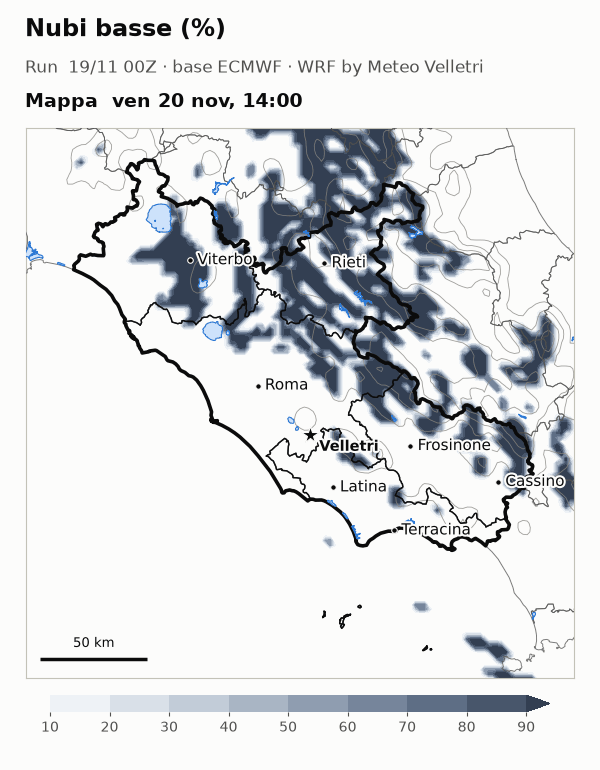 Nubi basse (%)
Run  19/11 00Z · base ECMWF · WRF by Meteo Velletri
Mappa  ven 20 nov, 14:00
Viterbo
Rieti
Roma
Velletri
Frosinone
Latina
Cassino
Terracina
50 km
10 20 30 40 50 60 70 80 90